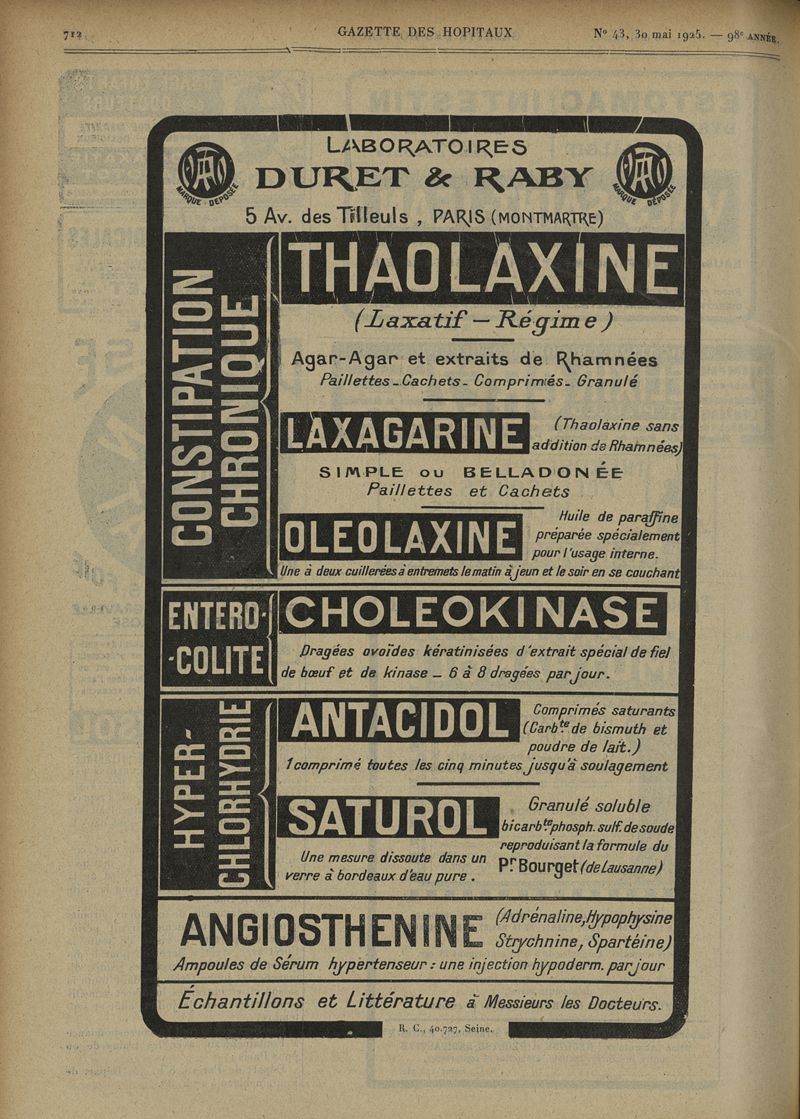 712
GAZETTE DES HOPITAUX
N° 43, 30 mai 1925. — 98e ANNÉE.
LABORATOIRES
DURET & RABY
MARQUE DÉPOSÉE
MARQUE DÉPOSÉE
5 Av. des Tilleuls, PARIS (MONTMARTRE)
CONSTIPATION
CHRONIQUE
THAOLAXINE
(Laxatif — Régime)
Agar-Agar et extraits de Rhamnées
Paillettes - Cachets - Comprimés - Granulé
LAXAGARINE
(Thaolaxine sans
addition de Rhamnées)
SIMPLE ou BELLADONÉE
Paillettes et Cachets
OLEOLAXINE
Huile de paraffine
préparée spécialement
pour l'usage interne.
Une à deux cuillerées à entremets le matin à jeun et le soir en se couchant
ENTERO-
-COLITE
CHOLEOKINASE
Dragées ovoïdes kératinisées d'extrait spécial de fiel
de bœuf et de kinase — 6 à 8 dragées par jour.
HYPER-
CHLORHYDRIE
ANTACIDOL
Comprimés saturants
(Carbte de bismuth et
poudre de lait.)
1 comprimé toutes les cinq minutes jusqu'à soulagement
SATUROL
Granulé soluble
bicarbte phosph. sulf. de soude
reproduisant la formule du
Pr Bourget (de Lausanne)
Une mesure dissoute dans un
verre à bordeaux d'eau pure.
ANGIOSTHENINE
(Adrénaline, Hypophysine
Strychnine, Spartéine)
Ampoules de Sérum hypertenseur : une injection hypoderm. par jour
Échantillons et Littérature à Messieurs les Docteurs.
R. C., 40.727, Seine.